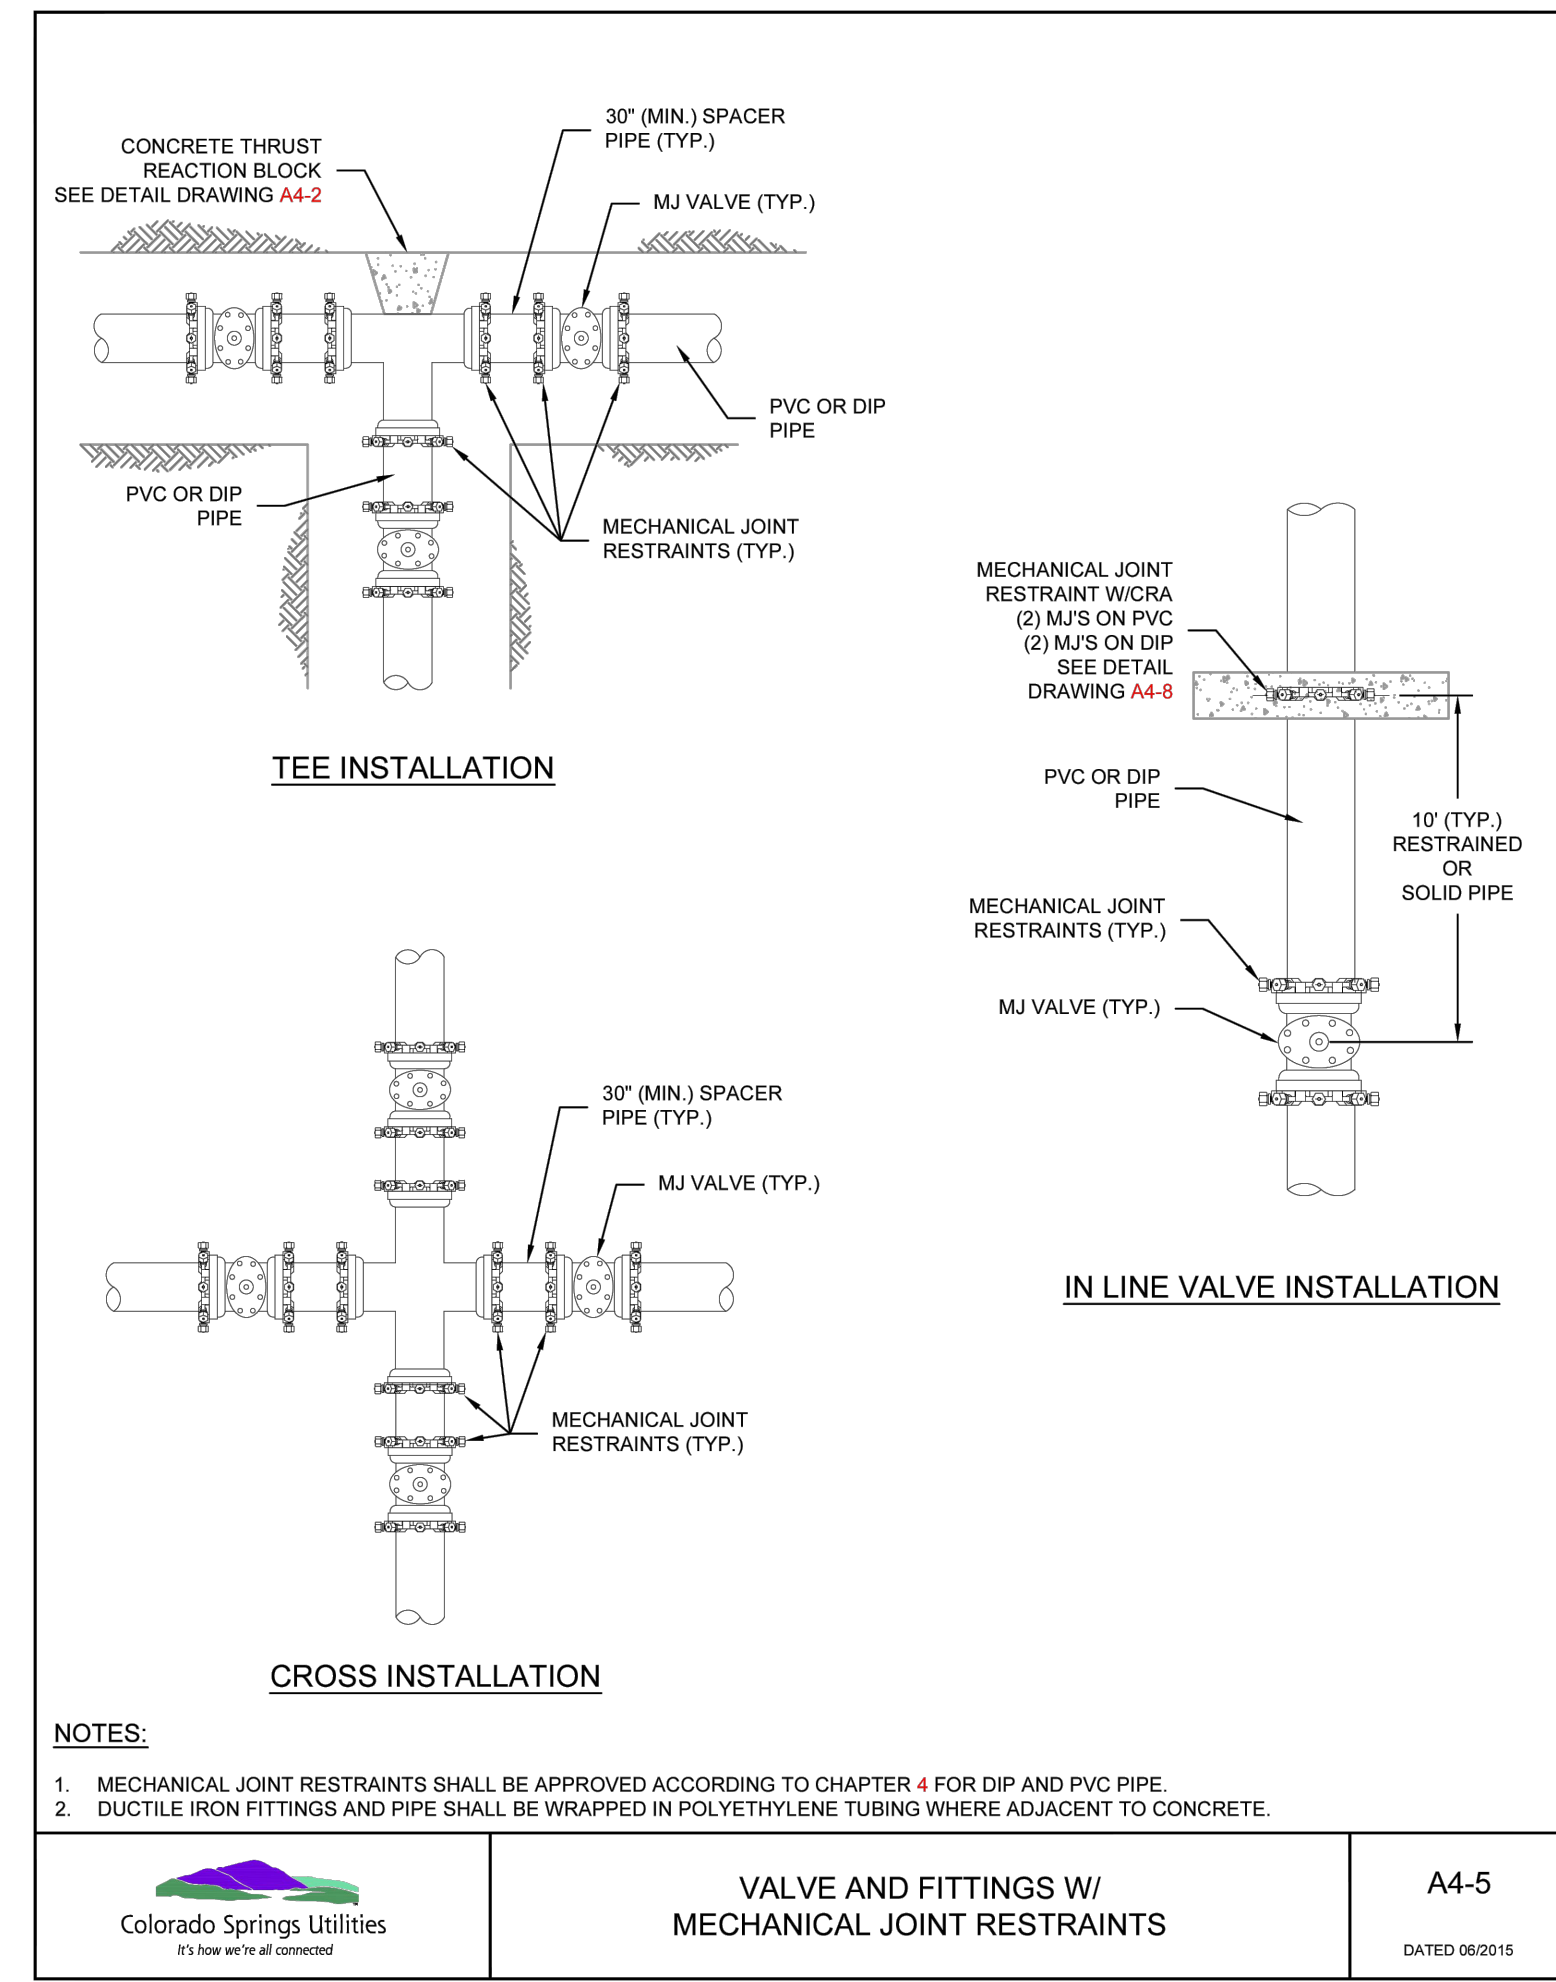 30" (MIN.) SPACER
PIPE (TYP.)
CONCRETE THRUST
REACTION BLOCK
SEE DETAIL DRAWING A4-2
MJ VALVE (TYP.)
PVC OR DIP
PIPE
PVC OR DIP
PIPE
MECHANICAL JOINT
RESTRAINTS (TYP.)
TEE INSTALLATION
MECHANICAL JOINT
RESTRAINT W/CRA
(2) MJ'S ON PVC
(2) MJ'S ON DIP
SEE DETAIL
DRAWING A4-8
PVC OR DIP
PIPE
10' (TYP.)
RESTRAINED
OR
SOLID PIPE
MECHANICAL JOINT
RESTRAINTS (TYP.)
MJ VALVE (TYP.)
IN LINE VALVE INSTALLATION
30" (MIN.) SPACER
PIPE (TYP.)
MJ VALVE (TYP.)
MECHANICAL JOINT
RESTRAINTS (TYP.)
CROSS INSTALLATION
NOTES:
1. MECHANICAL JOINT RESTRAINTS SHALL BE APPROVED ACCORDING TO CHAPTER 4 FOR DIP AND PVC PIPE.
2. DUCTILE IRON FITTINGS AND PIPE SHALL BE WRAPPED IN POLYETHYLENE TUBING WHERE ADJACENT TO CONCRETE.
Colorado Springs Utilities
It's how we're all connected
VALVE AND FITTINGS W/
MECHANICAL JOINT RESTRAINTS
A4-5
DATED 06/2015